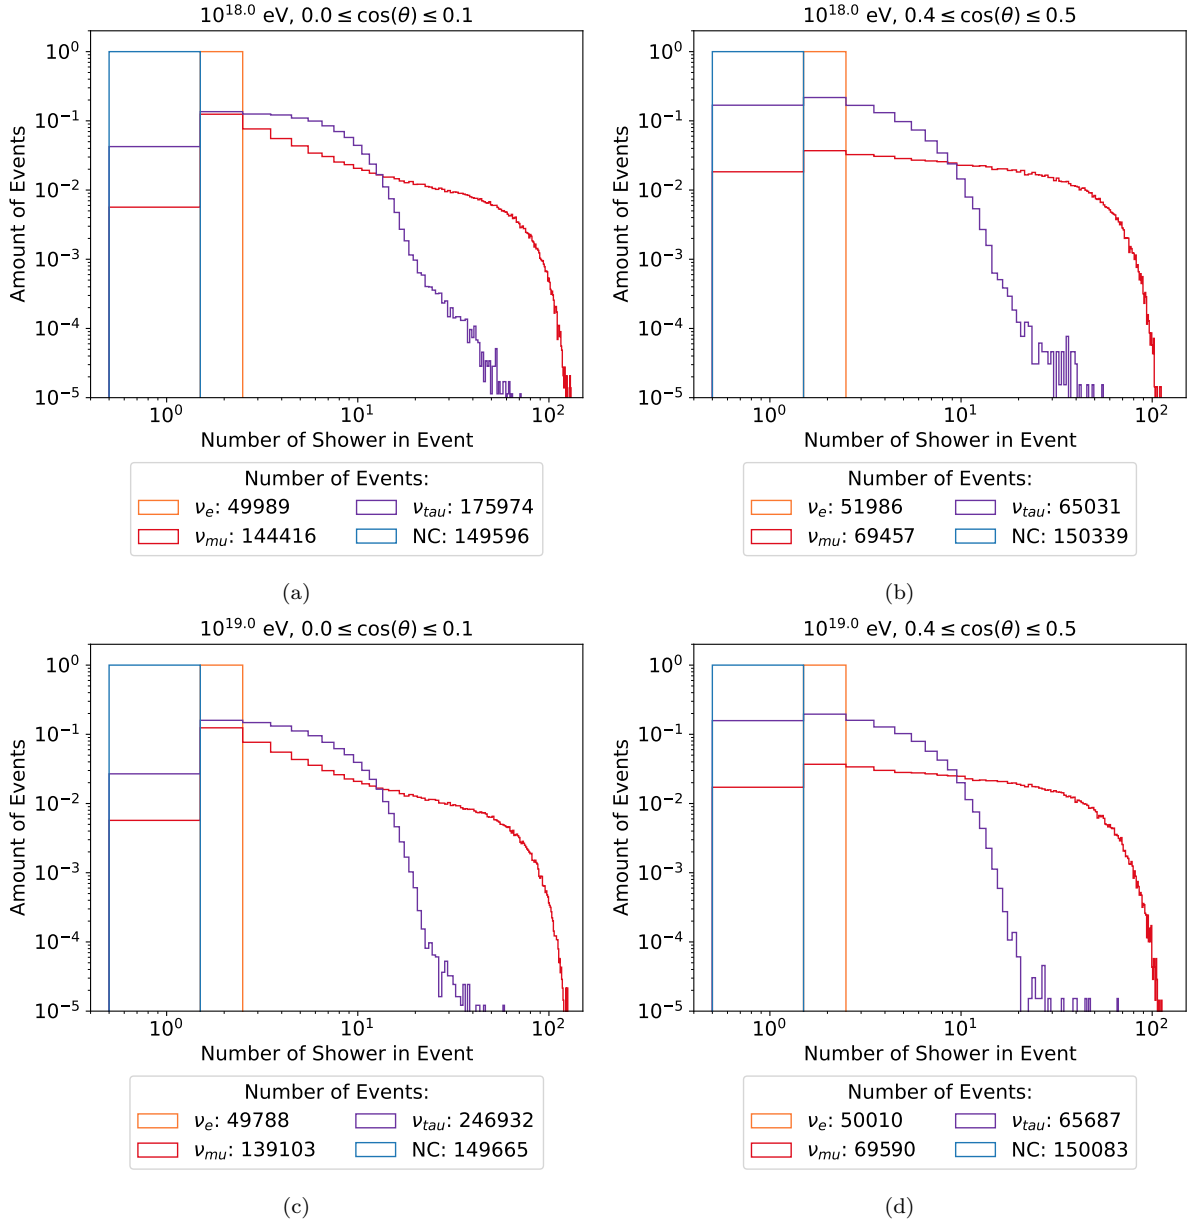 10^18.0 eV, 0.0 ≤ cos(θ) ≤ 0.1
Amount of Events
10^0
10^−1
10^−2
10^−3
10^−4
10^−5
10^0 10^1 10^2
Number of Shower in Event
Number of Events:
ν_e: 49989 ν_tau: 175974
ν_mu: 144416 NC: 149596
(a)
10^18.0 eV, 0.4 ≤ cos(θ) ≤ 0.5
Amount of Events
10^0
10^−1
10^−2
10^−3
10^−4
10^−5
10^0 10^1 10^2
Number of Shower in Event
Number of Events:
ν_e: 51986 ν_tau: 65031
ν_mu: 69457 NC: 150339
(b)
10^19.0 eV, 0.0 ≤ cos(θ) ≤ 0.1
Amount of Events
10^0
10^−1
10^−2
10^−3
10^−4
10^−5
10^0 10^1 10^2
Number of Shower in Event
Number of Events:
ν_e: 49788 ν_tau: 246932
ν_mu: 139103 NC: 149665
(c)
10^19.0 eV, 0.4 ≤ cos(θ) ≤ 0.5
Amount of Events
10^0
10^−1
10^−2
10^−3
10^−4
10^−5
10^0 10^1 10^2
Number of Shower in Event
Number of Events:
ν_e: 50010 ν_tau: 65687
ν_mu: 69590 NC: 150083
(d)